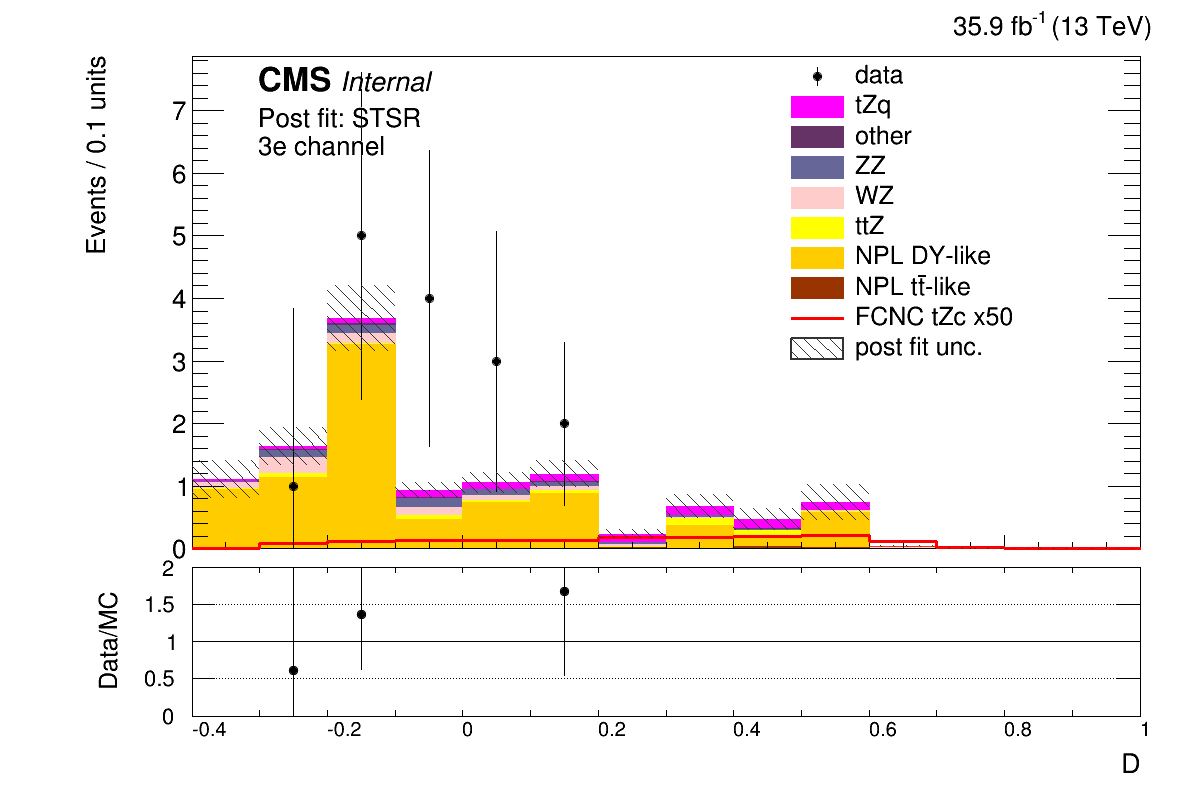 35.9 fb⁻¹ (13 TeV)
Events / 0.1 units
CMS Internal
Post fit: STSR
3e channel
data
tZq
other
ZZ
WZ
ttZ
NPL DY-like
NPL tt̄-like
FCNC tZc x50
post fit unc.
7
6
5
4
3
2
1
0
Data/MC
2
1.5
1
0.5
0
-0.4 -0.2 0 0.2 0.4 0.6 0.8 1
D